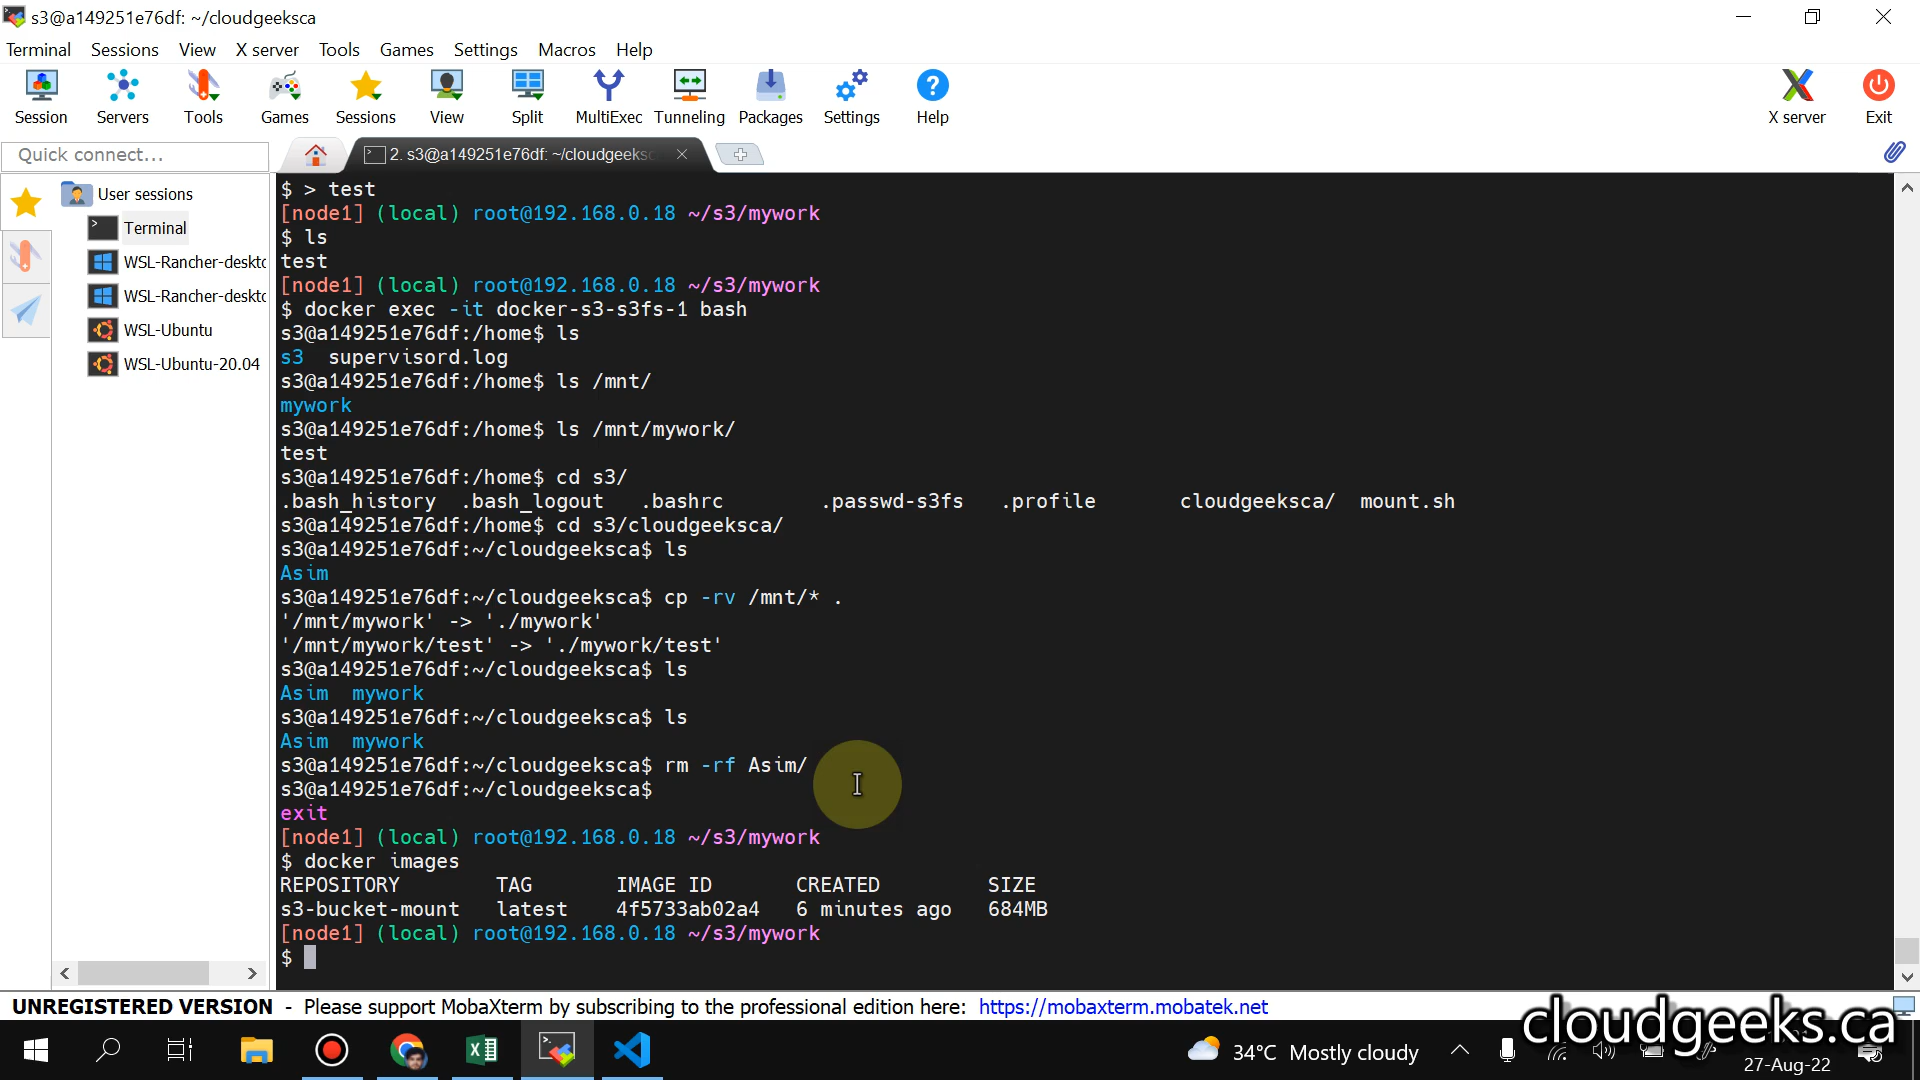 s3@a149251e76df: ~/cloudgeeksca
Terminal Sessions View X server Tools Games Settings Macros Help
Session Servers Tools Games Sessions View Split MultiExec Tunneling Packages Settings Help X server Exit
Quick connect...
2. s3@a149251e76df: ~/cloudgeeksc
User sessions
Terminal
WSL-Rancher-deskto
WSL-Rancher-deskto
WSL-Ubuntu
WSL-Ubuntu-20.04
$ > test
[node1] (local) root@192.168.0.18 ~/s3/mywork
$ ls
test
[node1] (local) root@192.168.0.18 ~/s3/mywork
$ docker exec -it docker-s3-s3fs-1 bash
s3@a149251e76df:/home$ ls
s3  supervisord.log
s3@a149251e76df:/home$ ls /mnt/
mywork
s3@a149251e76df:/home$ ls /mnt/mywork/
test
s3@a149251e76df:/home$ cd s3/
.bash_history  .bash_logout   .bashrc        .passwd-s3fs   .profile       cloudgeeksca/  mount.sh
s3@a149251e76df:/home$ cd s3/cloudgeeksca/
s3@a149251e76df:~/cloudgeeksca$ ls
Asim
s3@a149251e76df:~/cloudgeeksca$ cp -rv /mnt/* .
'/mnt/mywork' -> './mywork'
'/mnt/mywork/test' -> './mywork/test'
s3@a149251e76df:~/cloudgeeksca$ ls
Asim  mywork
s3@a149251e76df:~/cloudgeeksca$ ls
Asim  mywork
s3@a149251e76df:~/cloudgeeksca$ rm -rf Asim/
s3@a149251e76df:~/cloudgeeksca$
exit
[node1] (local) root@192.168.0.18 ~/s3/mywork
$ docker images
REPOSITORY        TAG       IMAGE ID       CREATED         SIZE
s3-bucket-mount   latest    4f5733ab02a4   6 minutes ago   684MB
[node1] (local) root@192.168.0.18 ~/s3/mywork
$
UNREGISTERED VERSION - Please support MobaXterm by subscribing to the professional edition here: https://mobaxterm.mobatek.net
cloudgeeks.ca
34°C Mostly cloudy
27-Aug-22